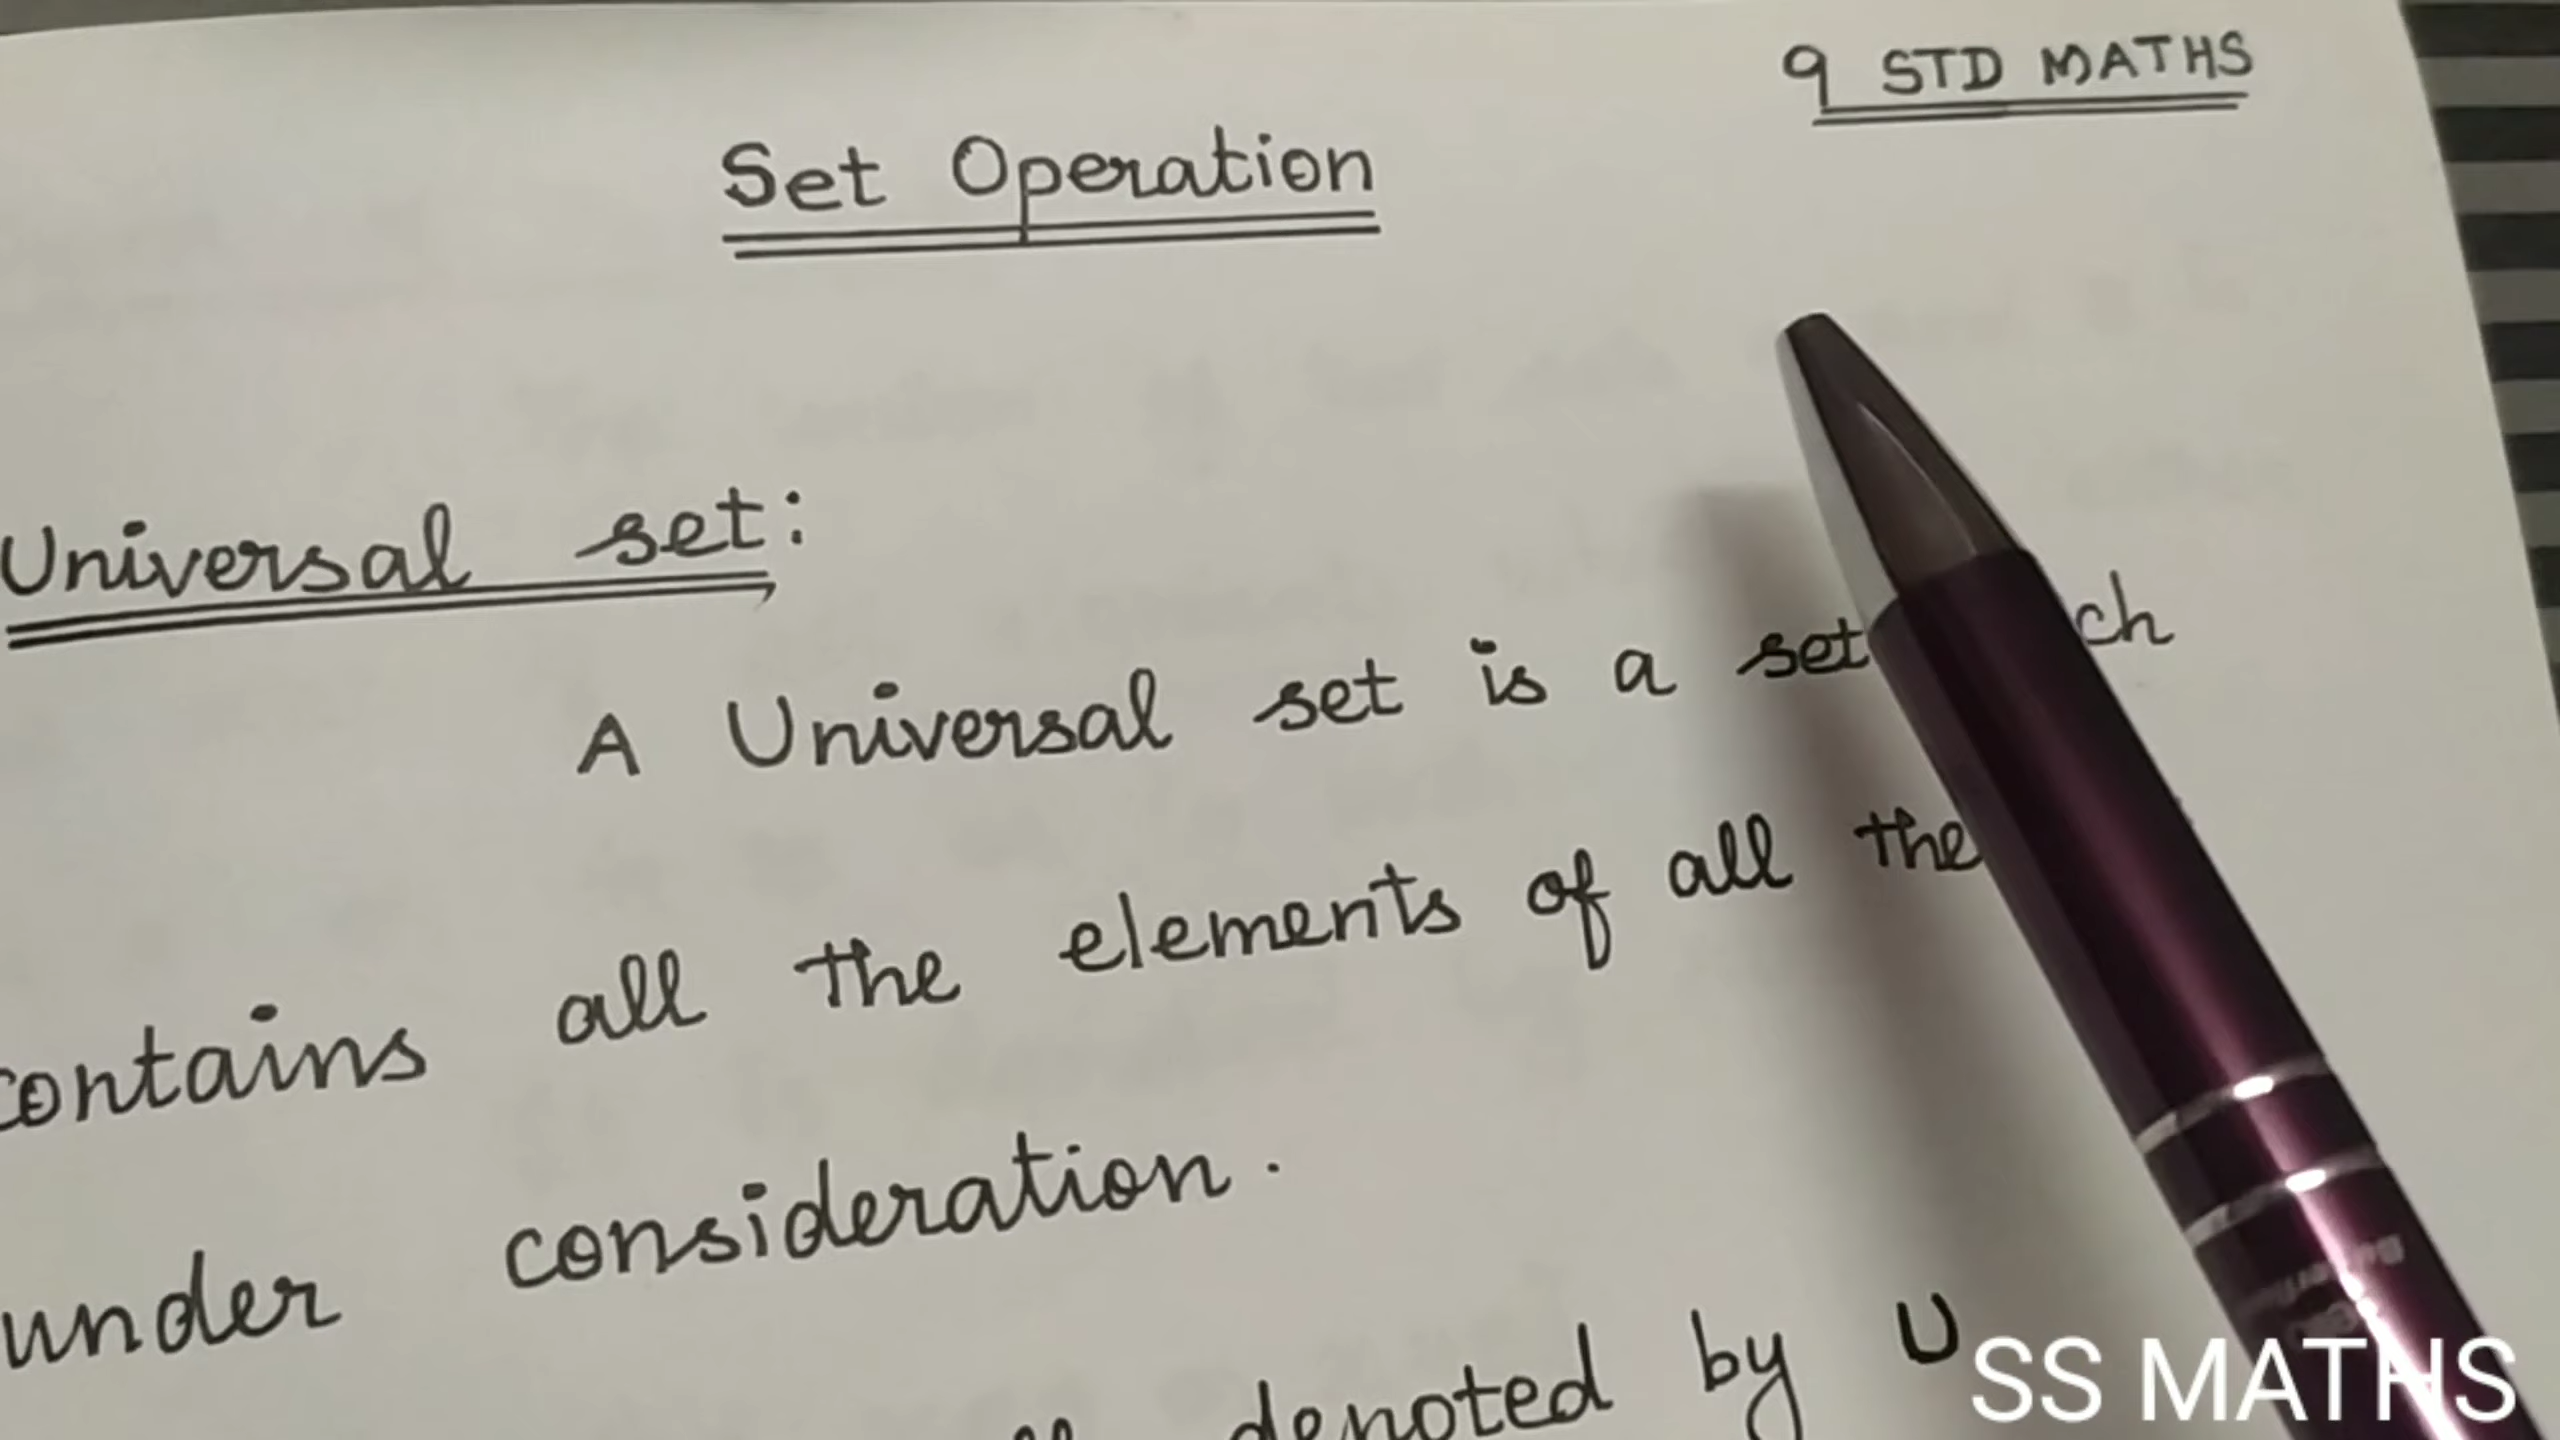 9 STD MATHS
Set Operation
Universal set:
A Universal set is a set ch
contains all the elements of all the
under consideration.
denoted by U
SS MATHS